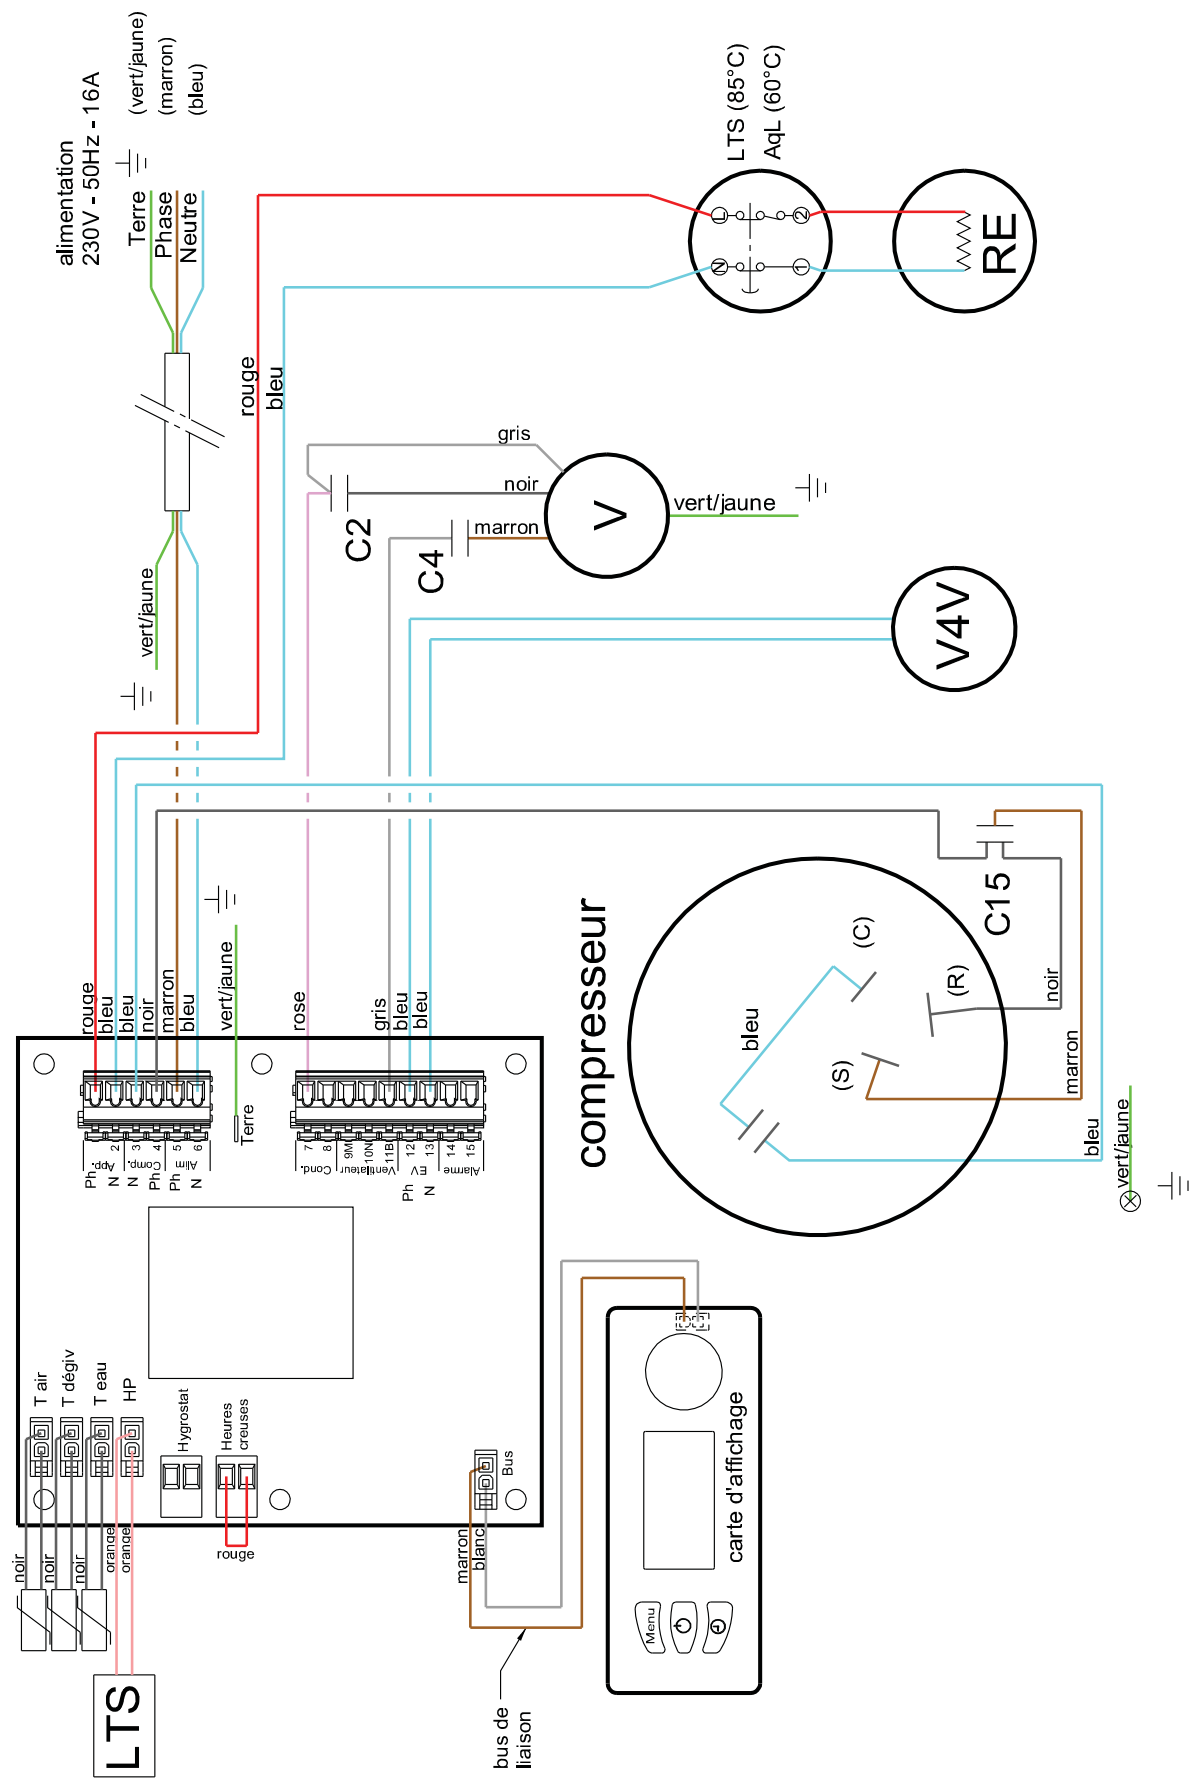 alimentation
230V - 50Hz - 16A
(vert/jaune)
(marron)
(bleu)
Terre
Phase
Neutre
LTS (85°C)
AqL (60°C)
L
N
2
1
RE
rouge
bleu
gris
noir
marron
C2
C4
V
vert/jaune
vert/jaune
V4V
rouge
bleu
bleu
noir
marron
bleu
vert/jaune
Terre
rose
gris
bleu
bleu
2
3
4
5
6
App.
Comp.
Alim
Ph
N
N
Ph
Ph
N
7
8
9M
10N
11B
12
13
14
15
Cond.
Ventilateur
EV
Alarme
Ph
N
compresseur
C15
(C)
(R)
(S)
bleu
noir
marron
bleu
vert/jaune
T air
T dégiv
T eau
HP
Hygrostat
Heures
creuses
rouge
Bus
noir
noir
noir
orange
orange
marron
blanc
LTS
bus de
liaison
carte d'affichage
Menu